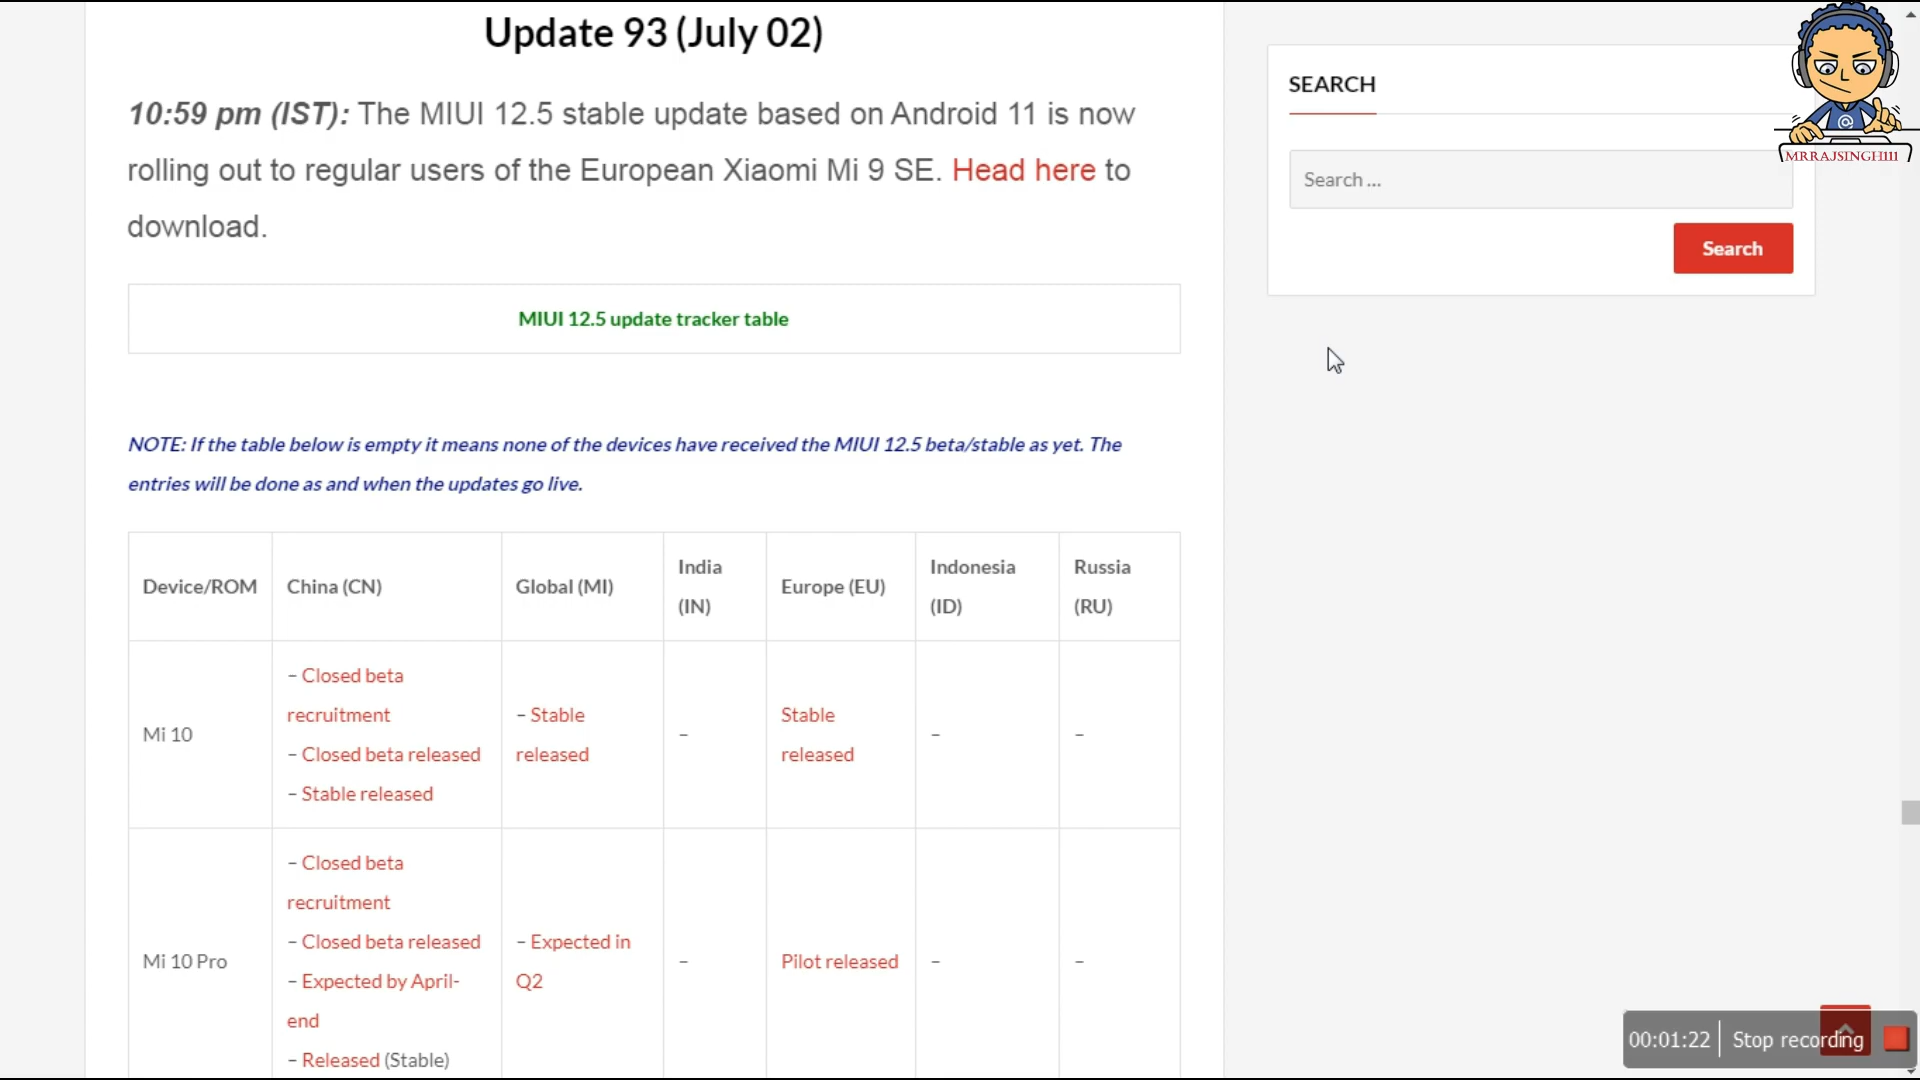 Update 93 (July 02)
10:59 pm (IST): The MIUI 12.5 stable update based on Android 11 is now
rolling out to regular users of the European Xiaomi Mi 9 SE. Head here to
download.
MIUI 12.5 update tracker table
NOTE: If the table below is empty it means none of the devices have received the MIUI 12.5 beta/stable as yet. The
entries will be done as and when the updates go live.
Device/ROM
China (CN)
Global (MI)
India
(IN)
Europe (EU)
Indonesia
(ID)
Russia
(RU)
Mi 10
– Closed beta
recruitment
– Closed beta released
– Stable released
– Stable
released
–
Stable
released
–
–
Mi 10 Pro
– Closed beta
recruitment
– Closed beta released
– Expected by April-
end
– Released (Stable)
– Expected in
Q2
–
Pilot released
–
–
SEARCH
Search ...
Search
@
MRRAJSINGH111
00:01:22
Stop recording